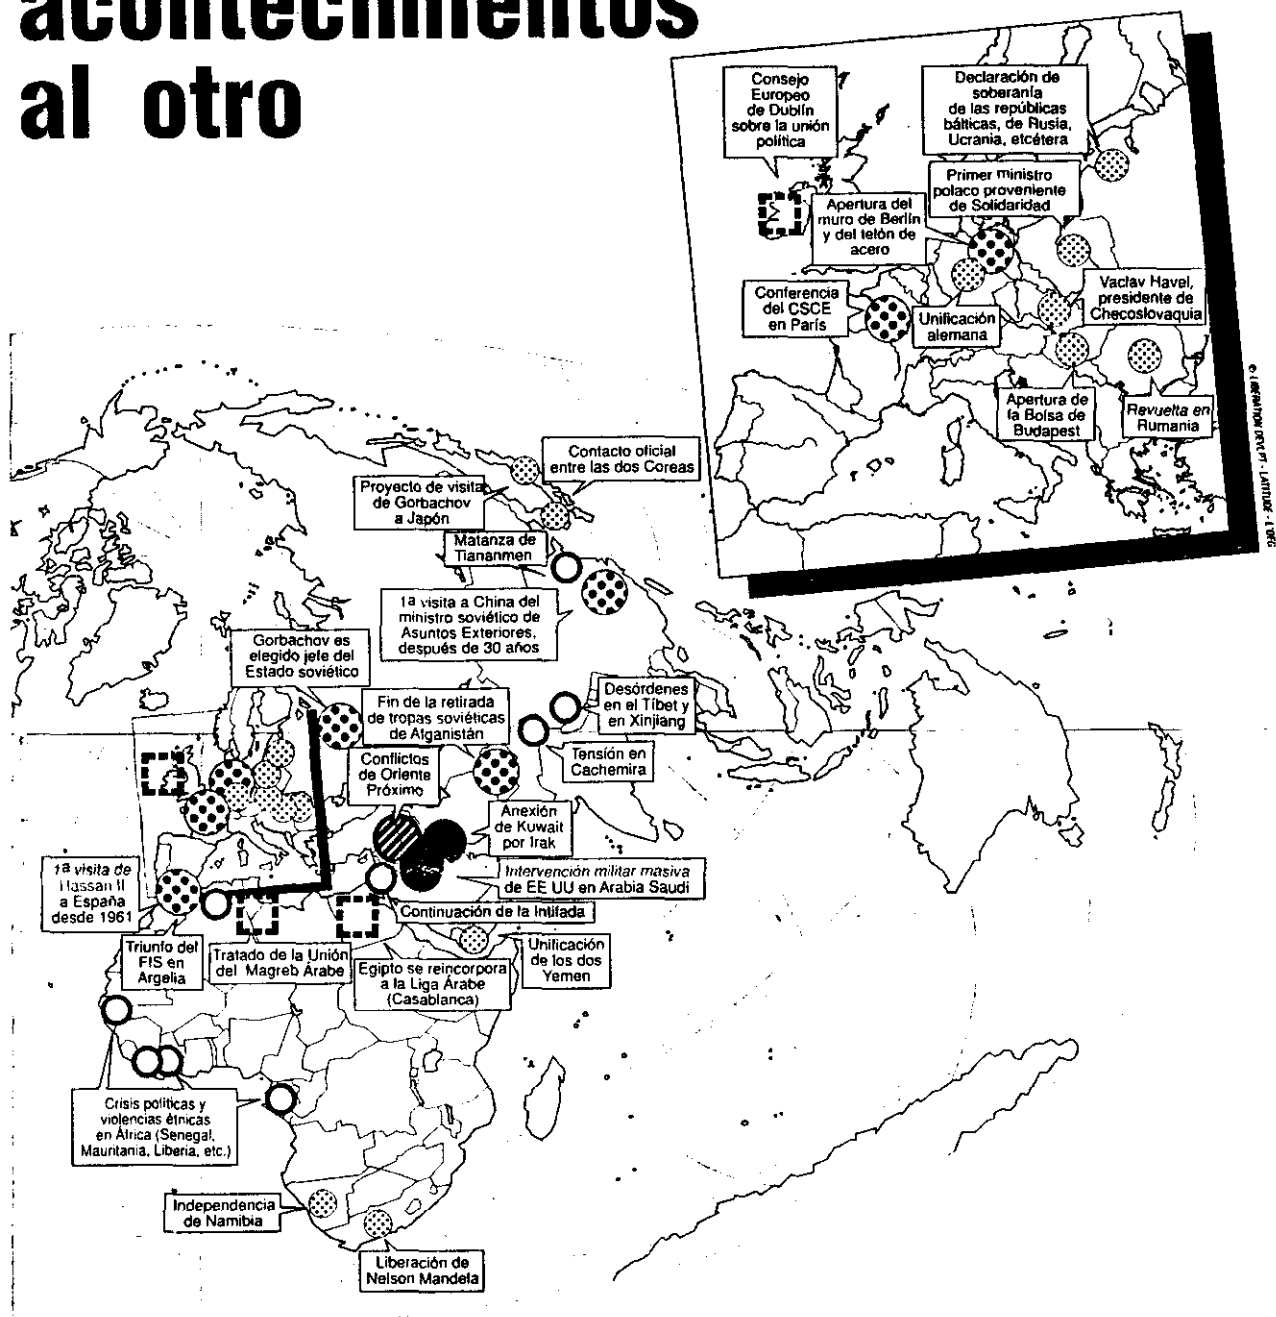 acontecimientos
al otro
Consejo
Europeo
de Dublín
sobre la unión
política
Declaración de
soberanía
de las repúblicas
bálticas, de Rusia,
Ucrania, etcétera
Primer ministro
polaco proveniente
de Solidaridad
Apertura del
muro de Berlín
y del telón de
acero
Conferencia
del CSCE
en París
Unificación
alemana
Vaclav Havel,
presidente de
Checoslovaquia
Apertura de
la Bolsa de
Budapest
Revuelta en
Rumania
© LIBERATION DEVLPT - LATITUDE - I'DEG
Contacto oficial
entre las dos Coreas
Proyecto de visita
de Gorbachov
a Japón
Matanza de
Tiananmen
1ª visita a China del
ministro soviético de
Asuntos Exteriores,
después de 30 años
Gorbachov es
elegido jefe del
Estado soviético
Fin de la retirada
de tropas soviéticas
de Afganistán
Desórdenes
en el Tíbet y
en Xinjiang
Tensión en
Cachemira
Conflictos
de Oriente
Próximo
Anexión
de Kuwait
por Irak
Intervención militar masiva
de EE UU en Arabia Saudí
1ª visita de
Hassan II
a España
desde 1961
Continuación de la Intifada
Triunfo del
FIS en
Argelia
Tratado de la Unión
del Magreb Árabe
Egipto se reincorpora
a la Liga Árabe
(Casablanca)
Unificación
de los dos
Yemen
Crisis políticas y
violencias étnicas
en África (Senegal,
Mauritania, Liberia, etc.)
Independencia
de Namibia
Liberación de
Nelson Mandela